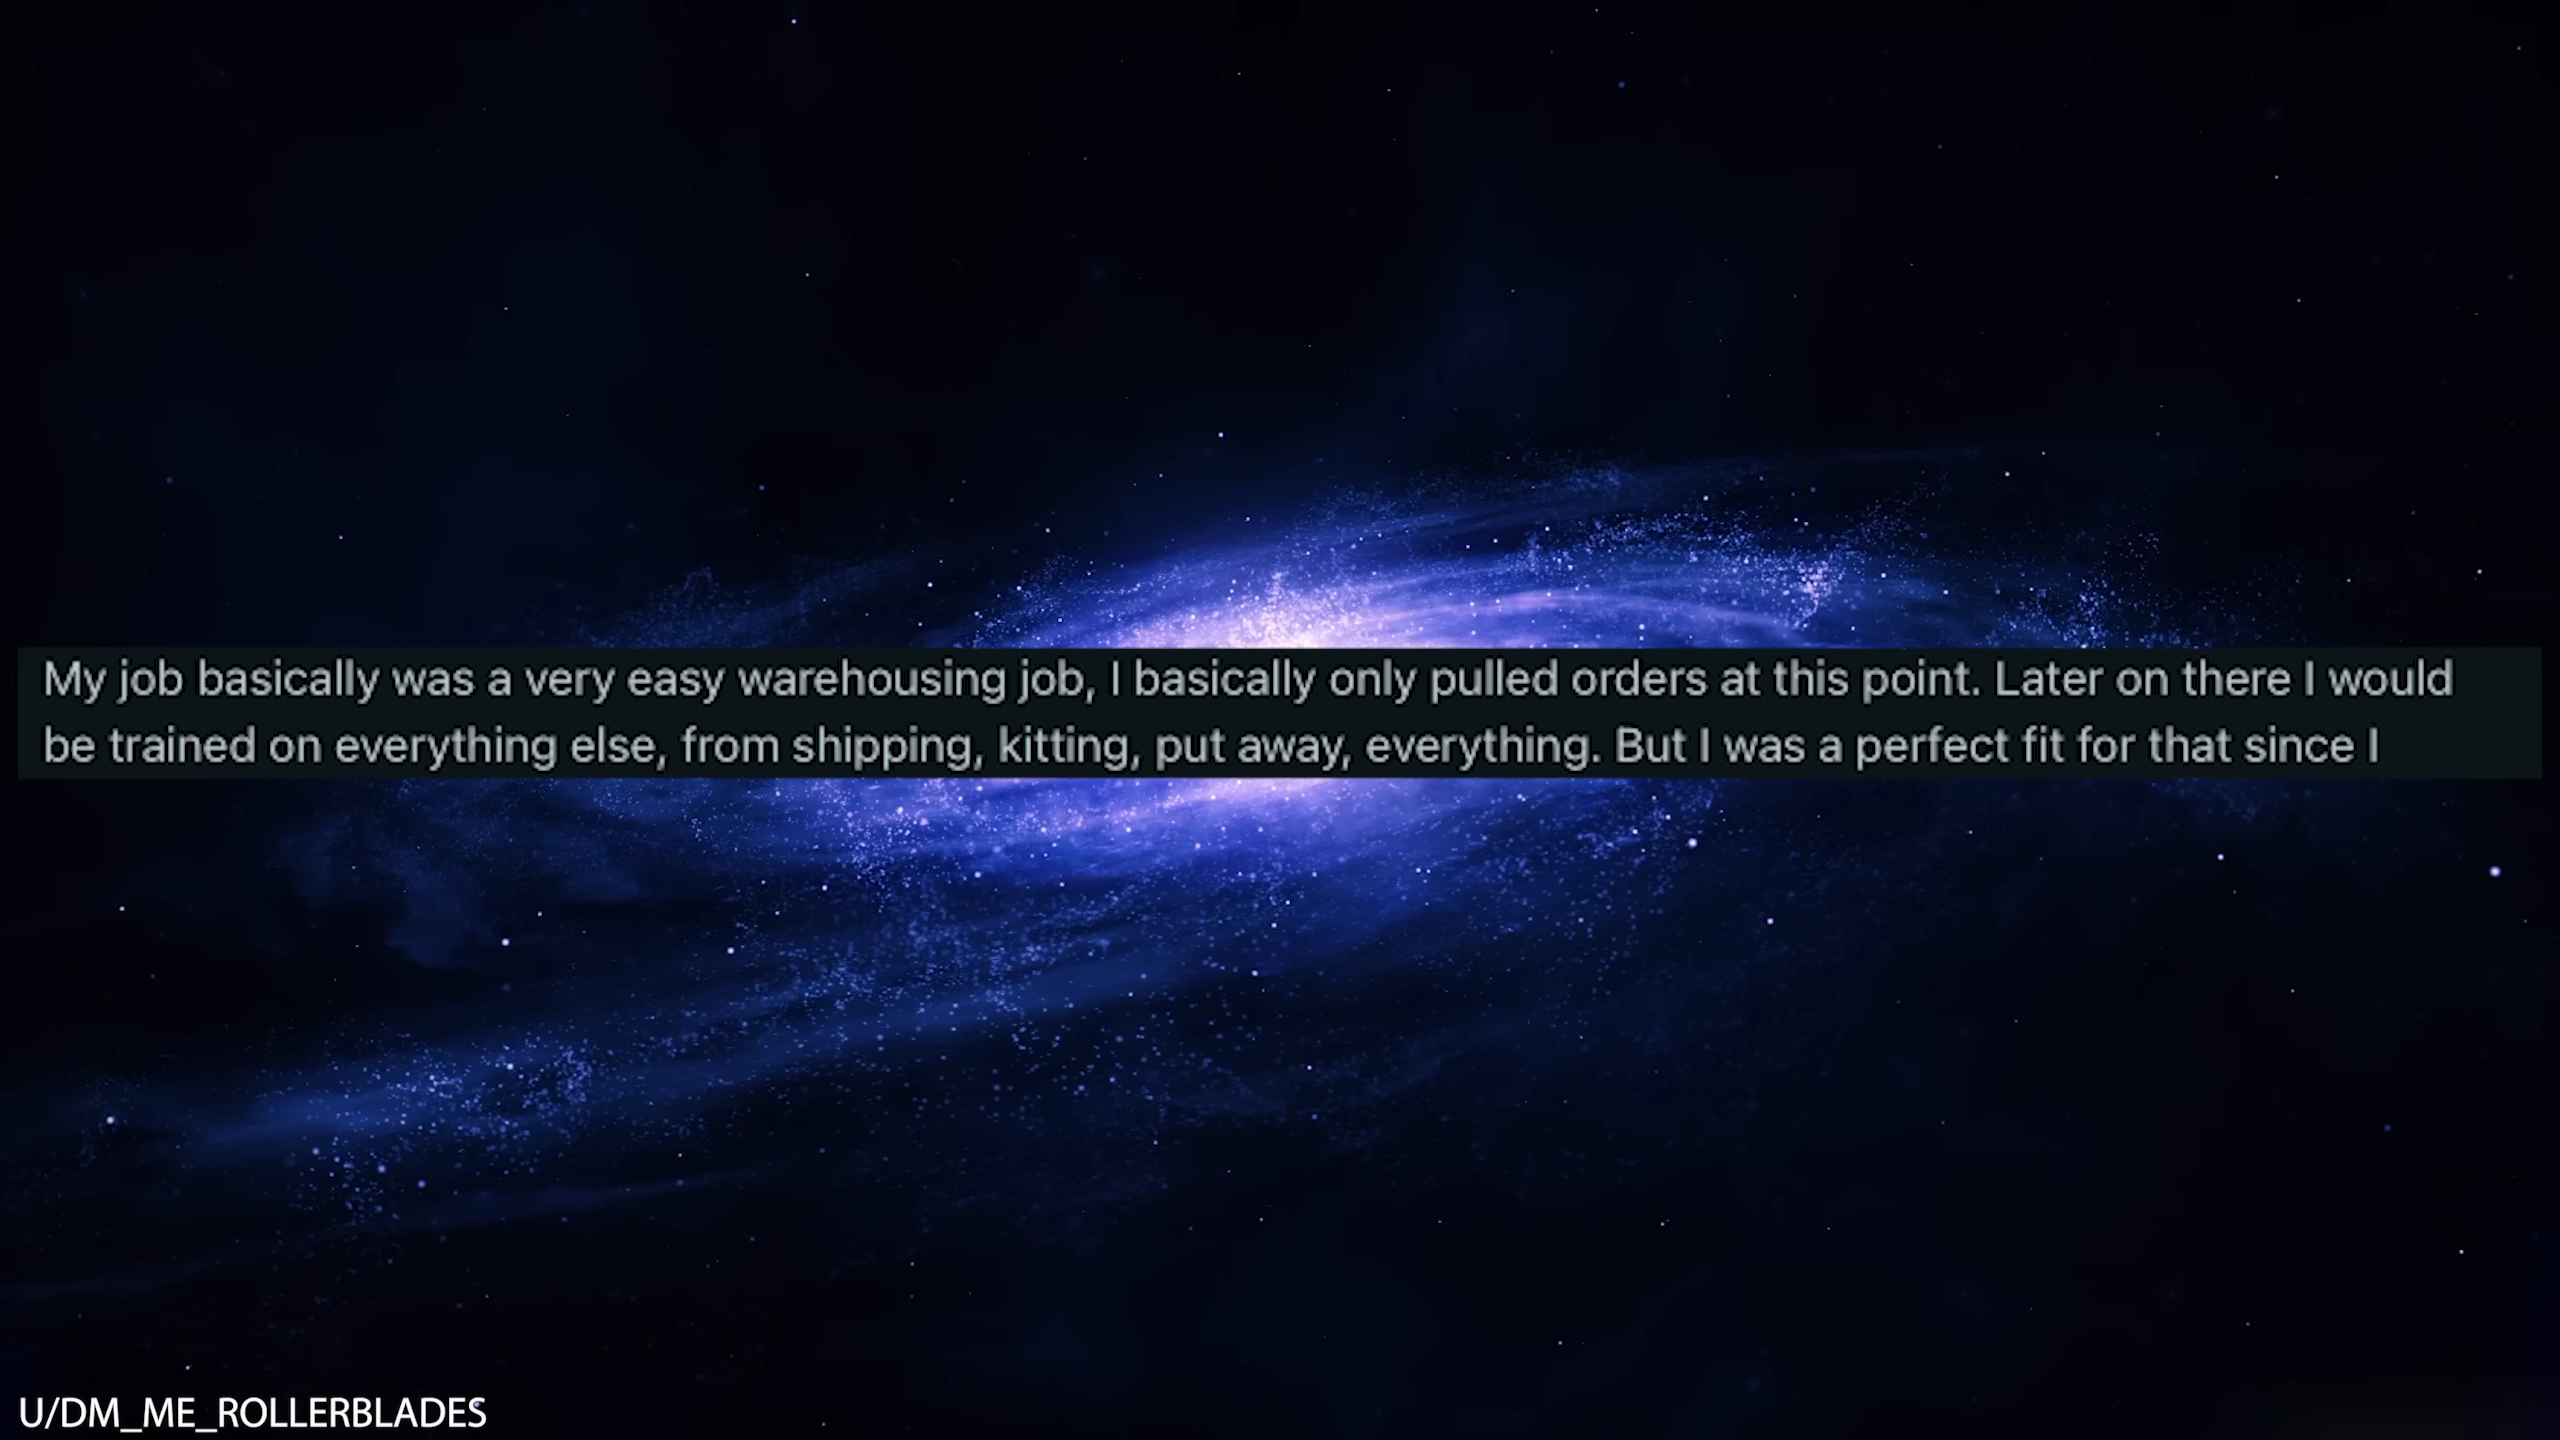 My job basically was a very easy warehousing job, I basically only pulled orders at this point. Later on there I would
be trained on everything else, from shipping, kitting, put away, everything. But I was a perfect fit for that since I
U/DM_ME_ROLLERBLADES